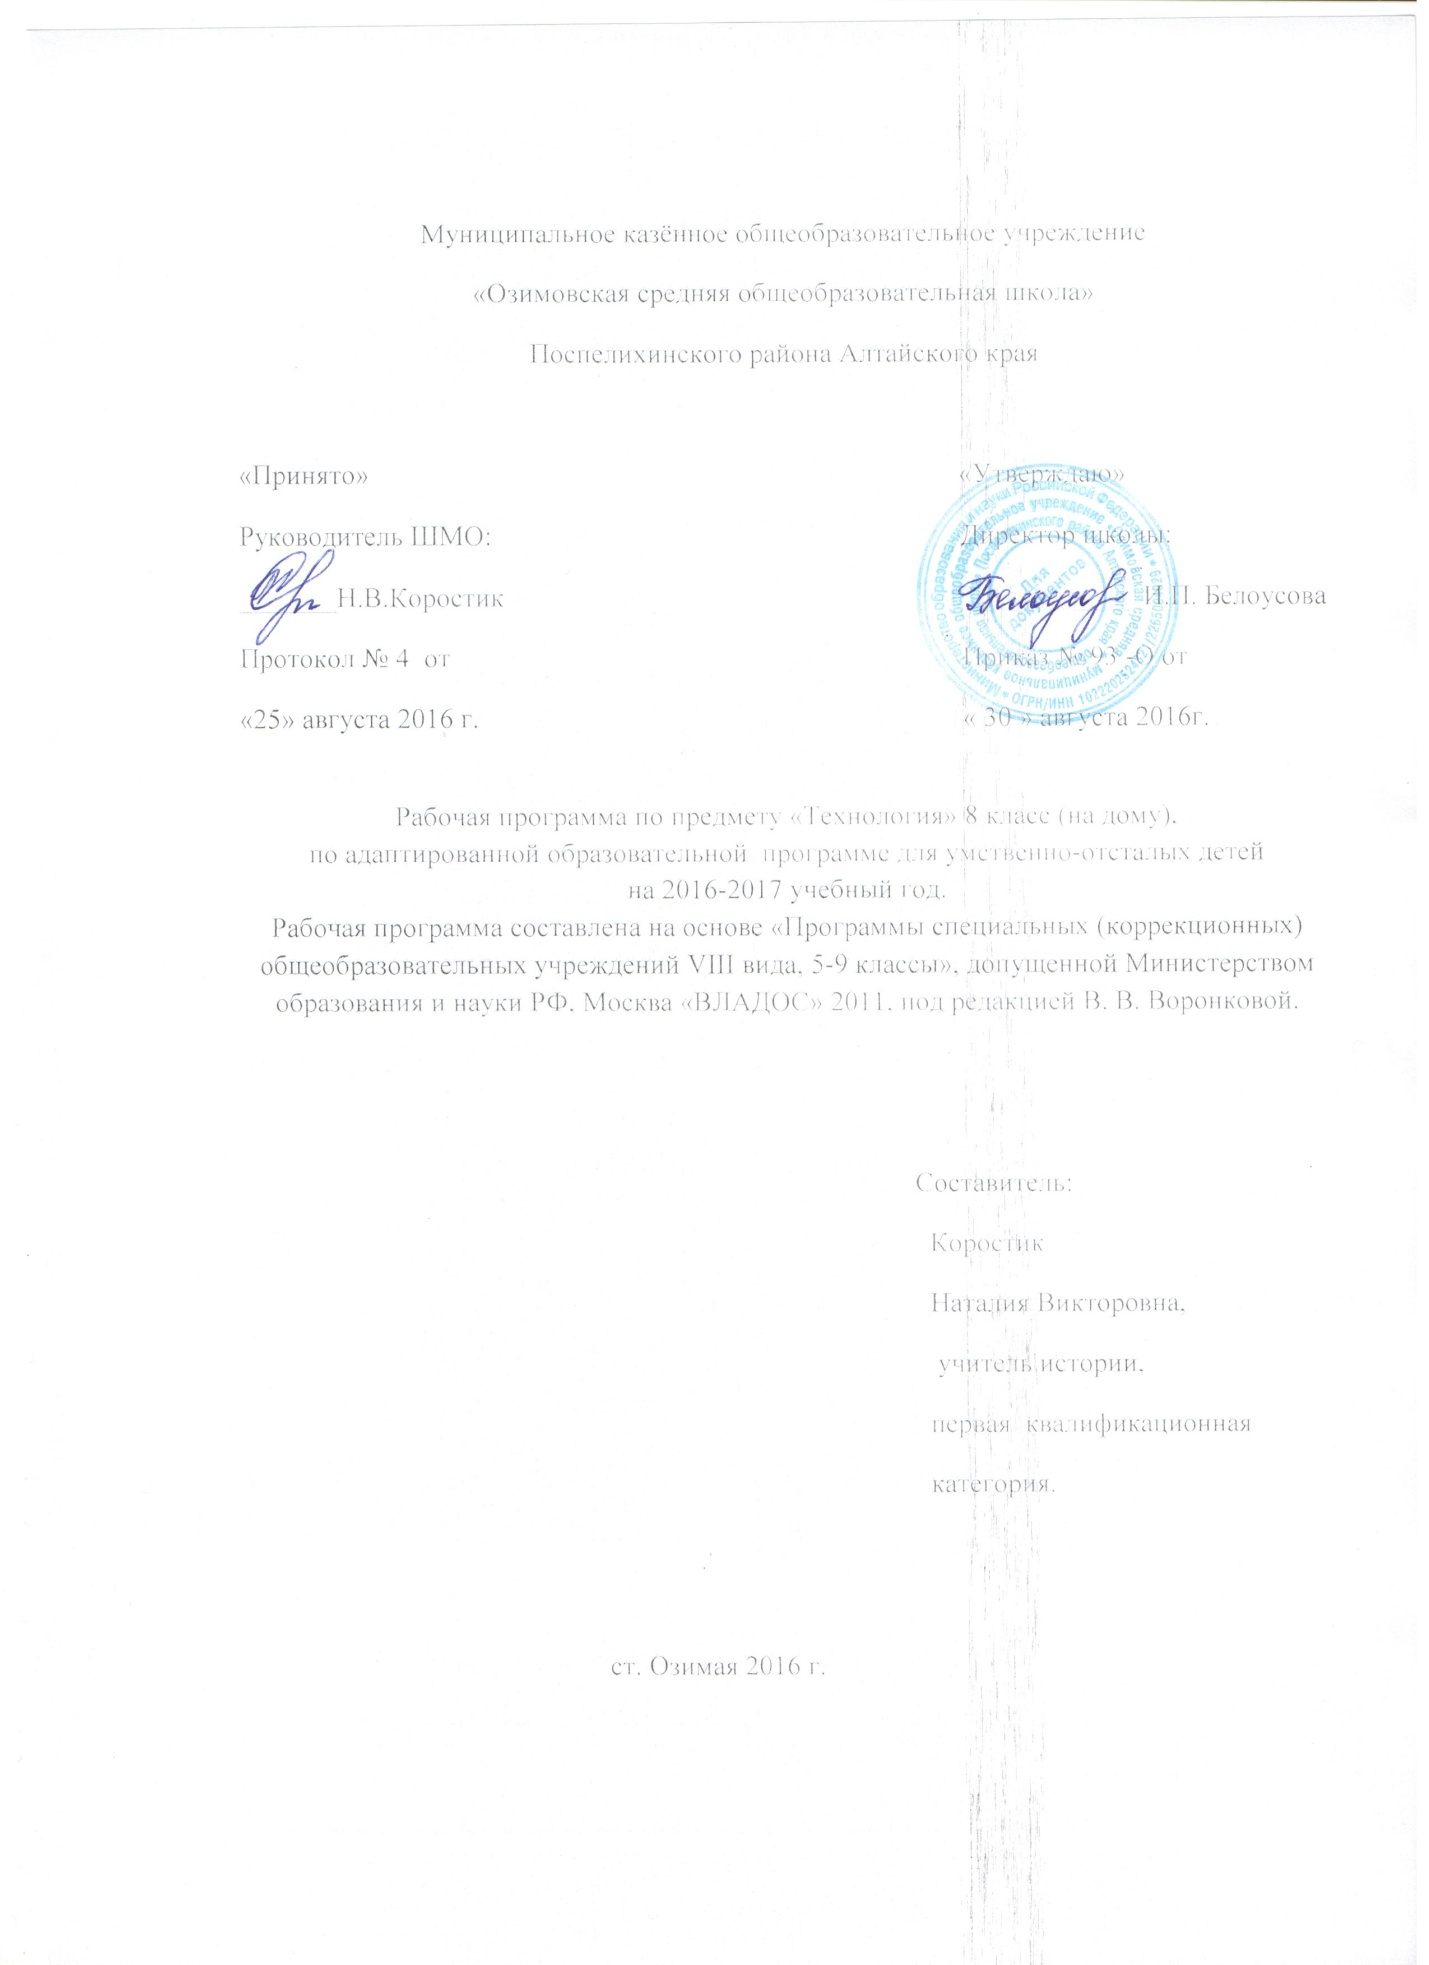 Муниципальное казённое общеобразовательное учреждение
«Озимовская средняя общеобразовательная школа»
Поспелихинского района Алтайского края
«Принято»
Руководитель ШМО:
Н.В.Коростик
Протокол № 4 от
«25» августа 2016 г.
«Утверждаю»
Директор школы:
Белоусова И.П. Белоусова
Приказ № 93 -О от
« 30 » августа 2016г.
Для документов
Рабочая программа по предмету «Технология» 8 класс (на дому).
по адаптированной образовательной программе для умственно-отсталых детей
на 2016-2017 учебный год.
Рабочая программа составлена на основе «Программы специальных (коррекционных)
общеобразовательных учреждений VIII вида. 5-9 классы», допущенной Министерством
образования и науки РФ. Москва «ВЛАДОС» 2011. под редакцией В. В. Воронковой.
Составитель:
Коростик
Наталия Викторовна,
учитель истории,
первая квалификационная
категория.
ст. Озимая 2016 г.